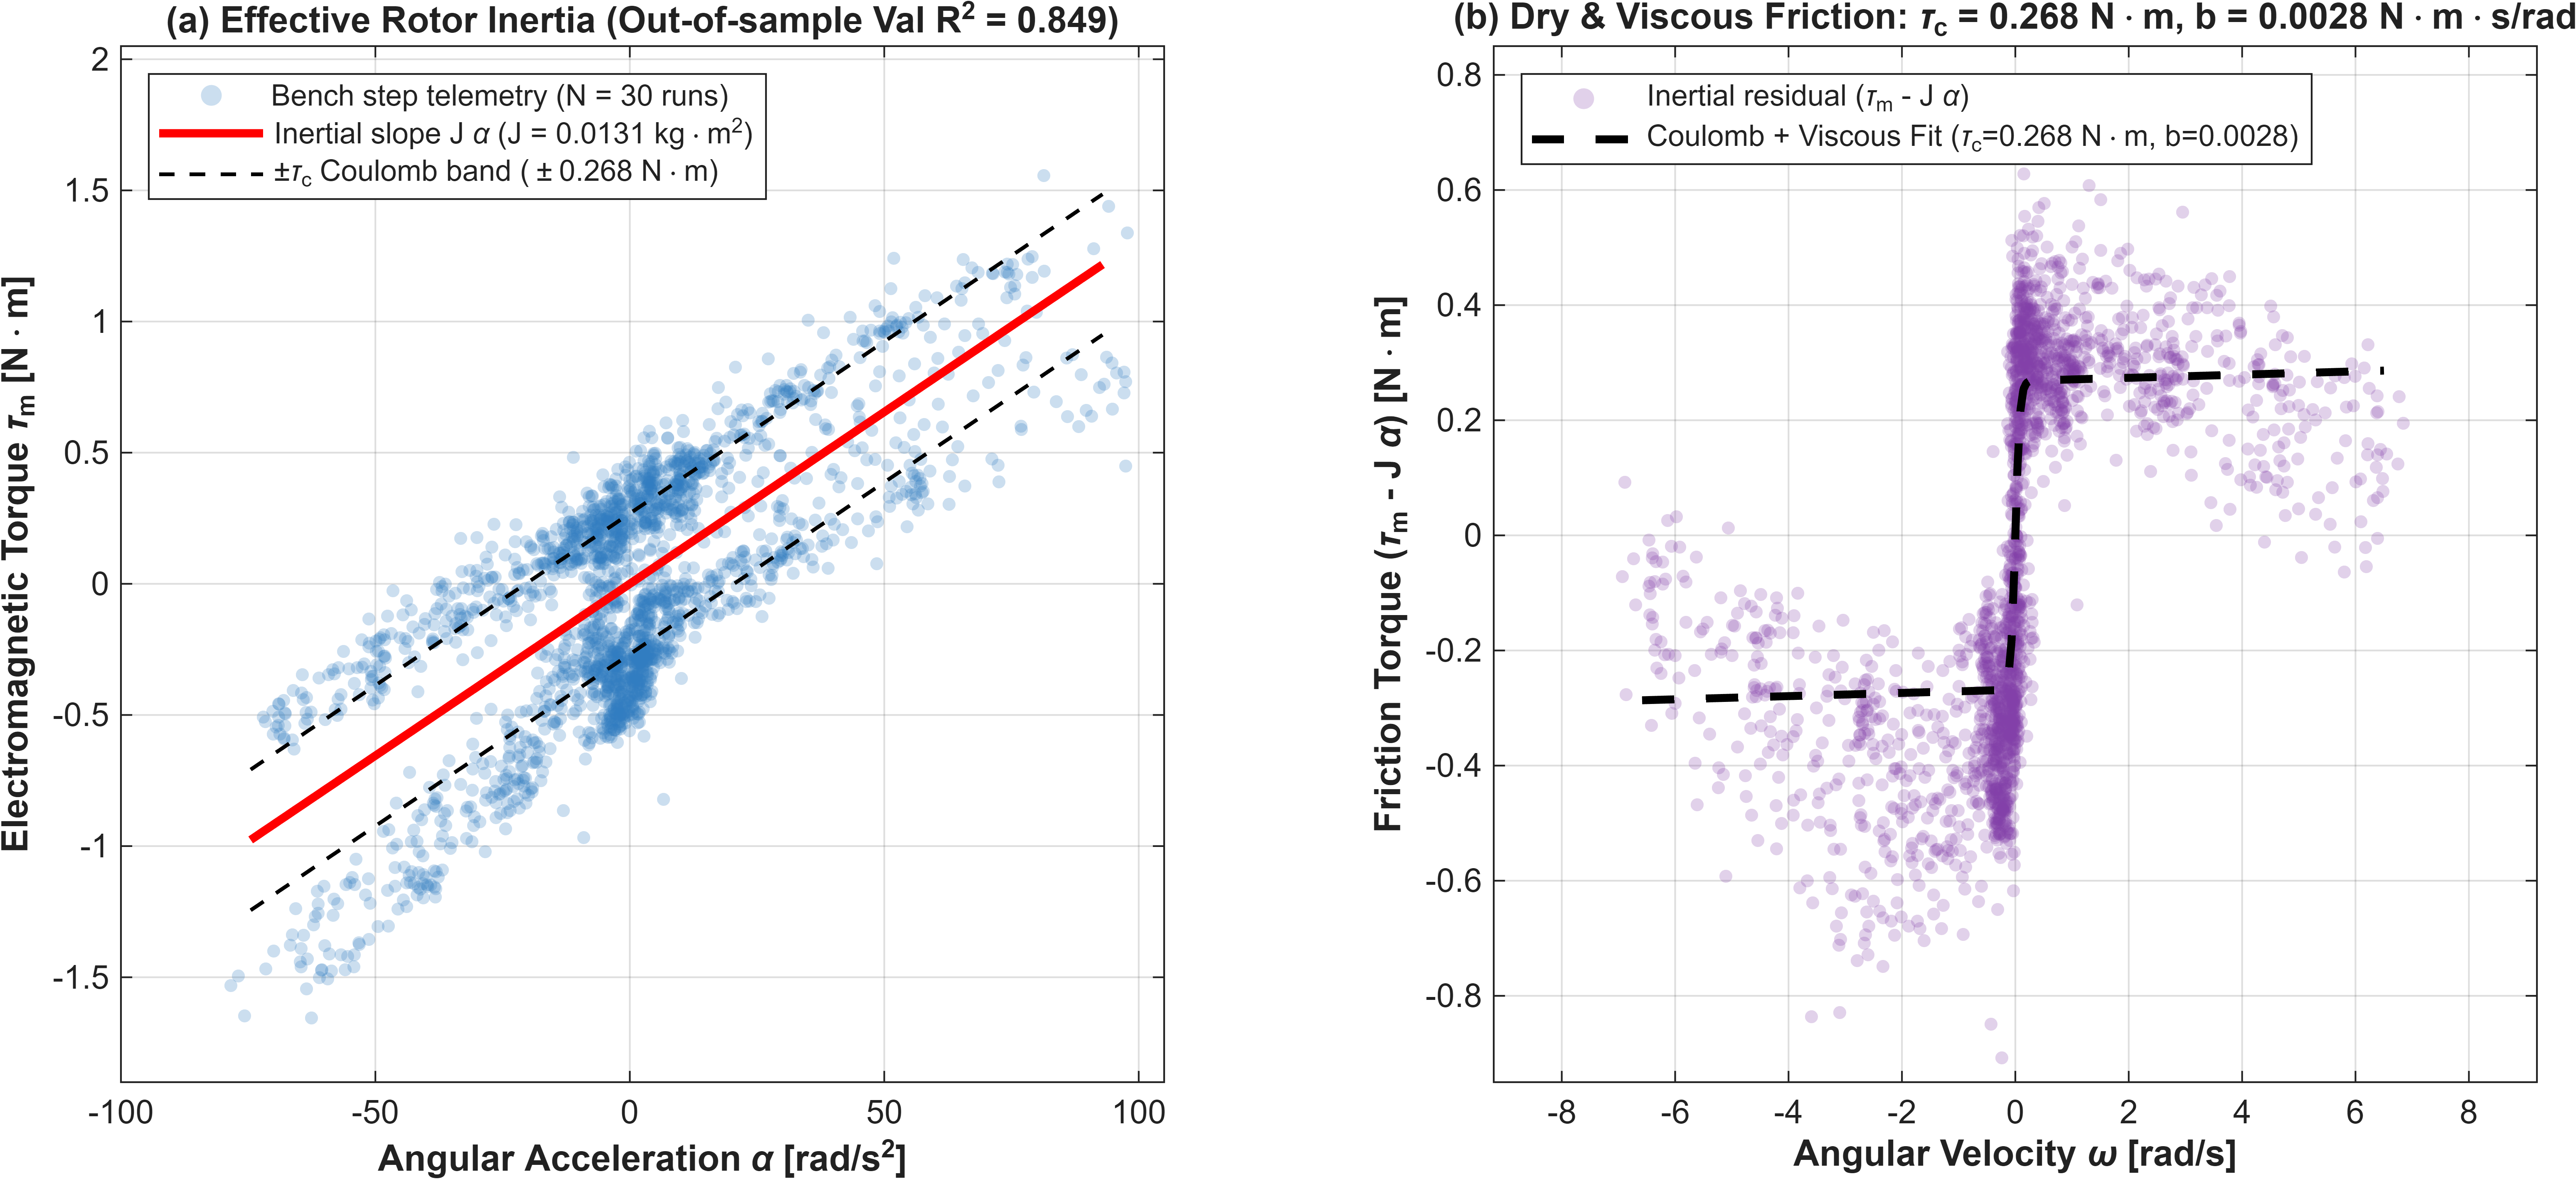 (a) Effective Rotor Inertia (Out-of-sample Val R² = 0.849)
Bench step telemetry (N = 30 runs)
Inertial slope J α (J = 0.0131 kg · m²)
±τc Coulomb band ( ± 0.268 N · m)
2
1.5
1
0.5
0
-0.5
-1
-1.5
Electromagnetic Torque τm [N · m]
-100
-50
0
50
100
Angular Acceleration α [rad/s²]
(b) Dry & Viscous Friction: τc = 0.268 N · m, b = 0.0028 N · m · s/rad
Inertial residual (τm - J α)
Coulomb + Viscous Fit (τc=0.268 N · m, b=0.0028)
0.8
0.6
0.4
0.2
0
-0.2
-0.4
-0.6
-0.8
Friction Torque (τm - J α) [N · m]
-8
-6
-4
-2
0
2
4
6
8
Angular Velocity ω [rad/s]